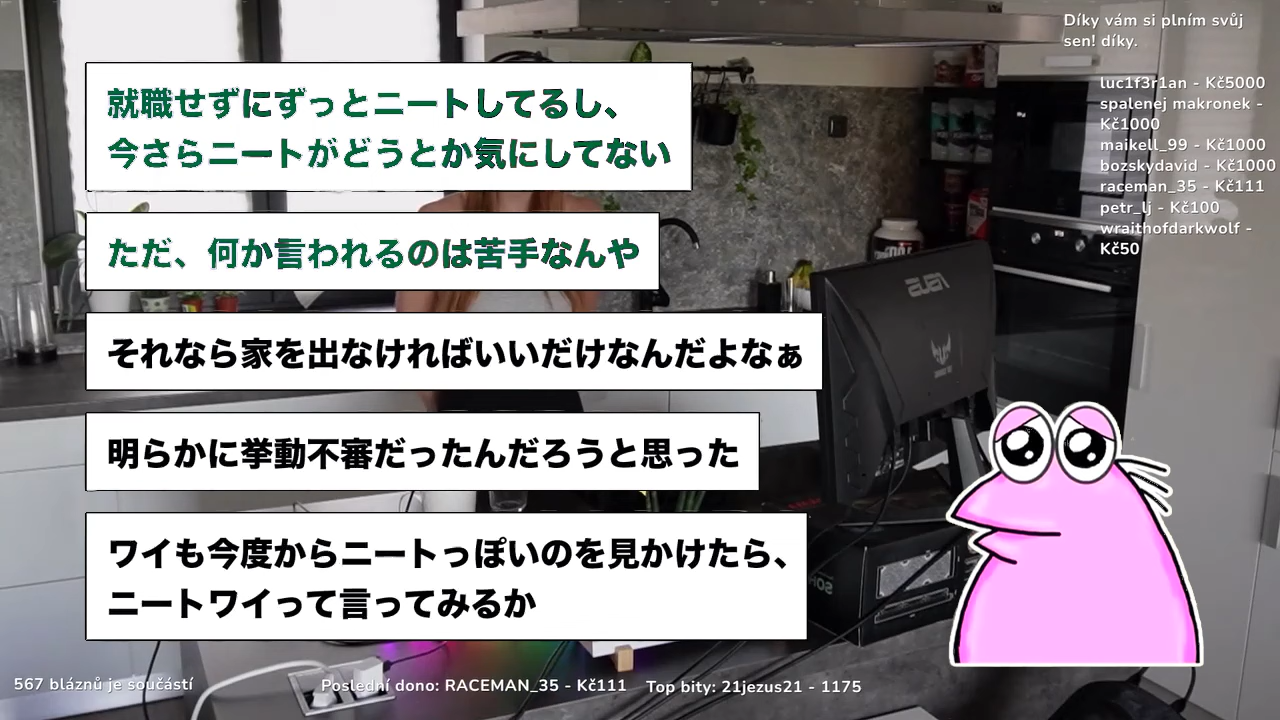 就職せずにずっとニートしてるし、
今さらニートがどうとか気にしてない
ただ、何か言われるのは苦手なんや
それなら家を出なければいいだけなんだよなぁ
明らかに挙動不審だったんだろうと思った
ワイも今度からニートっぽいのを見かけたら、
ニートワイって言ってみるか
Díky vám si plním svůj
sen! díky.
luc1f3r1an - Kč5000
spalenej makronek -
Kč1000
maikell_99 - Kč1000
bozskydavid - Kč1000
raceman_35 - Kč111
petr_lj - Kč100
wraithofdarkwolf -
Kč50
ASUS
567 bláznů je součástí
Poslední dono: RACEMAN_35 - Kč111
Top bity: 21jezus21 - 1175